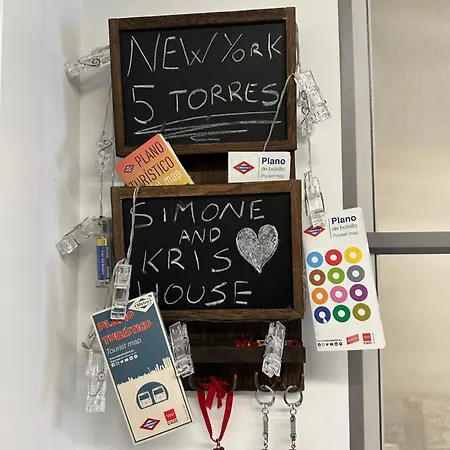 NEW YORK
5 TORRES
PLANO
TURÍSTICO
Tourist map
Plano
de bolsillo
Pocket map
SIMONE
AND
KRIS
HOUSE
Plano
de bolsillo
Pocket map
PLANO
TURÍSTICO
Tourist map